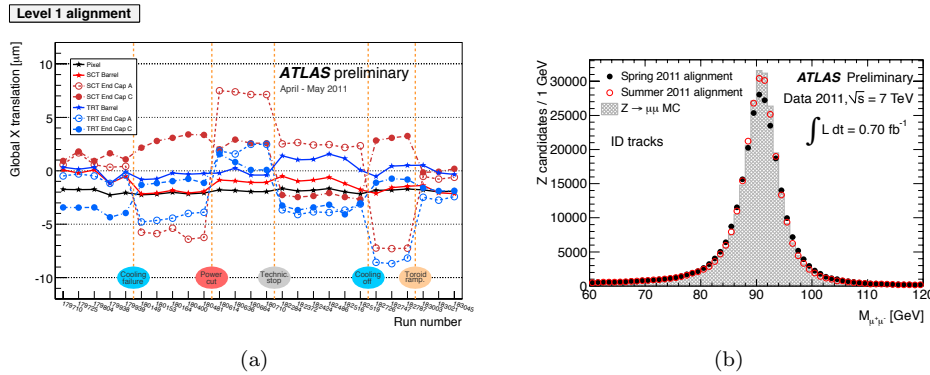 Level 1 alignment
Global X translation [μm]
10
5
0
-5
-10
Pixel
SCT Barrel
SCT End Cap A
SCT End Cap C
TRT Barrel
TRT End Cap A
TRT End Cap C
ATLAS preliminary
April - May 2011
Cooling failure
Power cut
Technic. stop
Cooling off
Toroid ramp.
179710
179725
Run number
(a)
Z candidates / 1 GeV
30000
25000
20000
15000
10000
5000
0
Spring 2011 alignment
Summer 2011 alignment
Z → μμ MC
ID tracks
ATLAS Preliminary
Data 2011, √s = 7 TeV
∫ L dt = 0.70 fb⁻¹
60 70 80 90 100 110 120
M μ⁺μ⁻ [GeV]
(b)